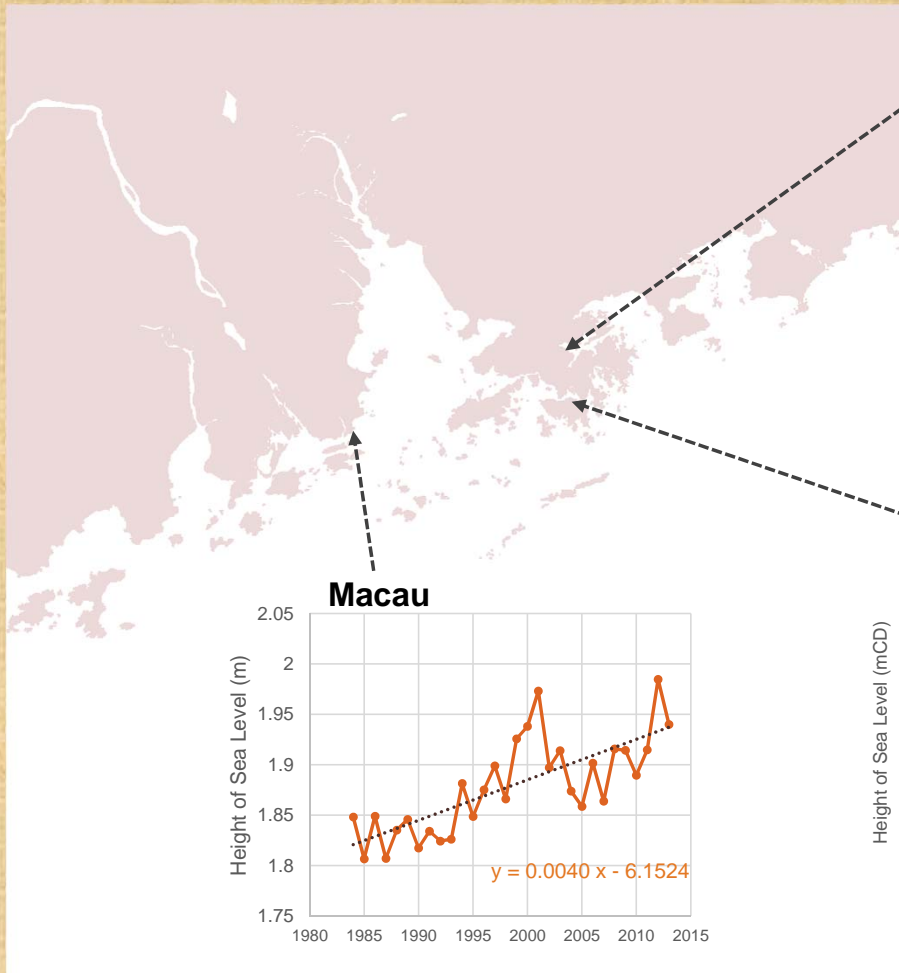 Macau
Height of Sea Level (m)
2.05
2
1.95
1.9
1.85
1.8
1.75
y = 0.0040 x - 6.1524
1980 1985 1990 1995 2000 2005 2010 2015
Height of Sea Level (mCD)